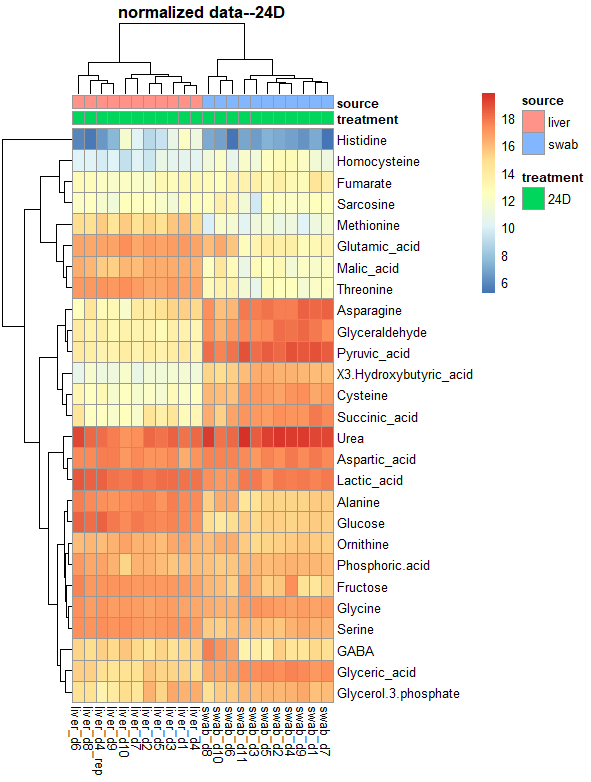 normalized data--24D
source
treatment
Histidine
Homocysteine
Fumarate
Sarcosine
Methionine
Glutamic_acid
Malic_acid
Threonine
Asparagine
Glyceraldehyde
Pyruvic_acid
X3.Hydroxybutyric_acid
Cysteine
Succinic_acid
Urea
Aspartic_acid
Lactic_acid
Alanine
Glucose
Ornithine
Phosphoric.acid
Fructose
Glycine
Serine
GABA
Glyceric_acid
Glycerol.3.phosphate
liver_d6
liver_d8
liver_d4_rep
liver_d9
liver_d10
liver_d7
liver_d2
liver_d5
liver_d3
liver_d1
liver_d4
swab_d8
swab_d10
swab_d6
swab_d11
swab_d3
swab_d5
swab_d2
swab_d4
swab_d9
swab_d1
swab_d7
18
16
14
12
10
8
6
source
liver
swab
treatment
24D